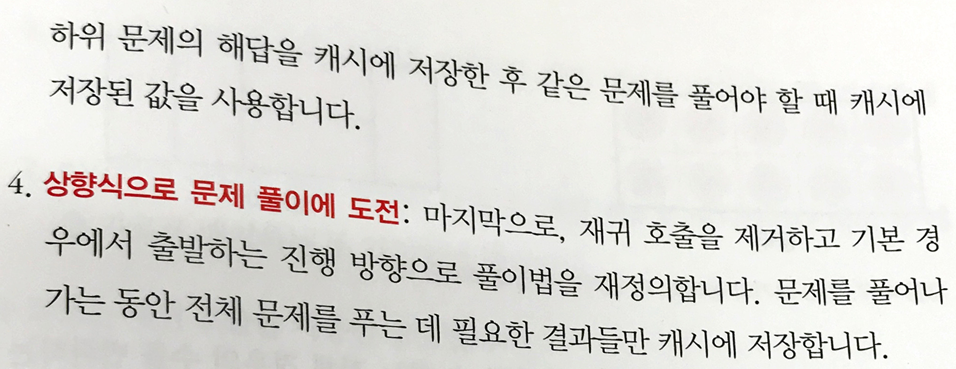 하위 문제의 해답을 캐시에 저장한 후 같은 문제를 풀어야 할 때 캐시에
저장된 값을 사용합니다.
4. 상향식으로 문제 풀이에 도전: 마지막으로, 재귀 호출을 제거하고 기본 경
우에서 출발하는 진행 방향으로 풀이법을 재정의합니다. 문제를 풀어나
가는 동안 전체 문제를 푸는 데 필요한 결과들만 캐시에 저장합니다.